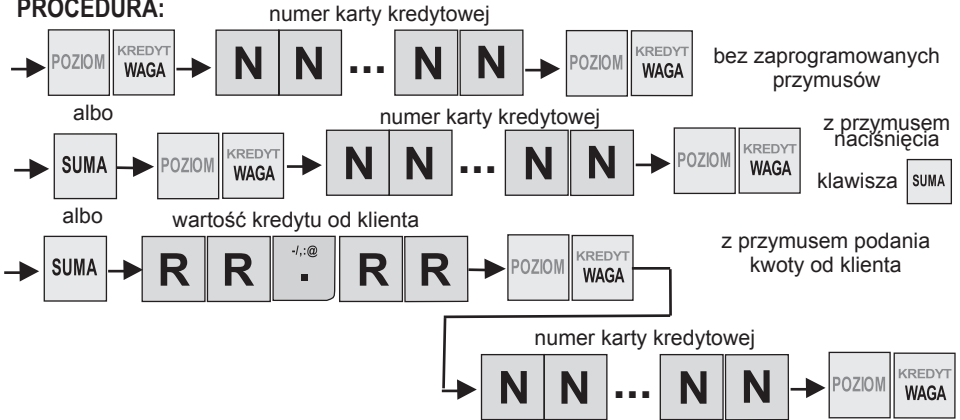 PROCEDURA:
numer karty kredytowej
POZIOM KREDYT WAGA N N ... N N POZIOM KREDYT WAGA
bez zaprogramowanych
przymusów
albo
numer karty kredytowej
SUMA POZIOM KREDYT WAGA N N ... N N POZIOM KREDYT WAGA
z przymusem
naciśnięcia
klawisza SUMA
albo
wartość kredytu od klienta
SUMA R R -/,:@ . R R POZIOM KREDYT WAGA
z przymusem podania
kwoty od klienta
numer karty kredytowej
N N ... N N POZIOM KREDYT WAGA